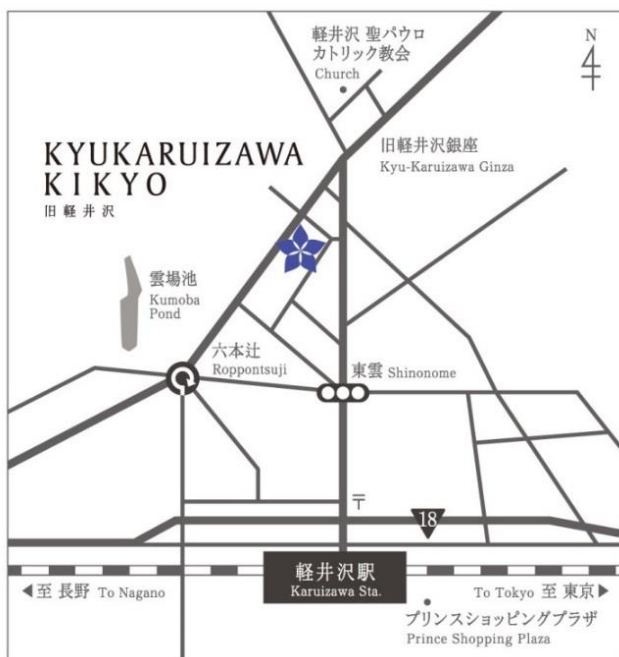 軽井沢 聖パウロ
カトリック教会
Church
N
KYUKARUIZAWA
KIKYO
旧軽井沢
旧軽井沢銀座
Kyu-Karuizawa Ginza
雲場池
Kumoba
Pond
六本辻
Roppontsuji
東雲 Shinonome
〒
18
軽井沢駅
Karuizawa Sta.
至 長野 To Nagano
To Tokyo 至 東京
プリンスショッピングプラザ
Prince Shopping Plaza